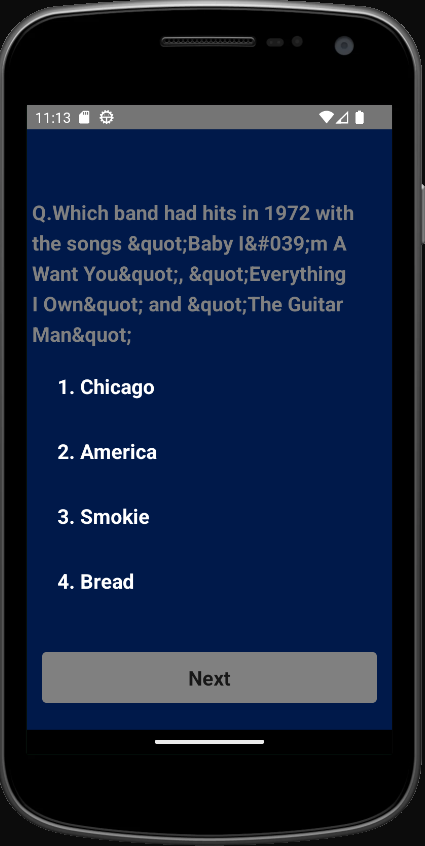 11:13
Q.Which band had hits in 1972 with
the songs &quot;Baby I&#039;m A
Want You&quot;, &quot;Everything
I Own&quot; and &quot;The Guitar
Man&quot;
1. Chicago
2. America
3. Smokie
4. Bread
Next